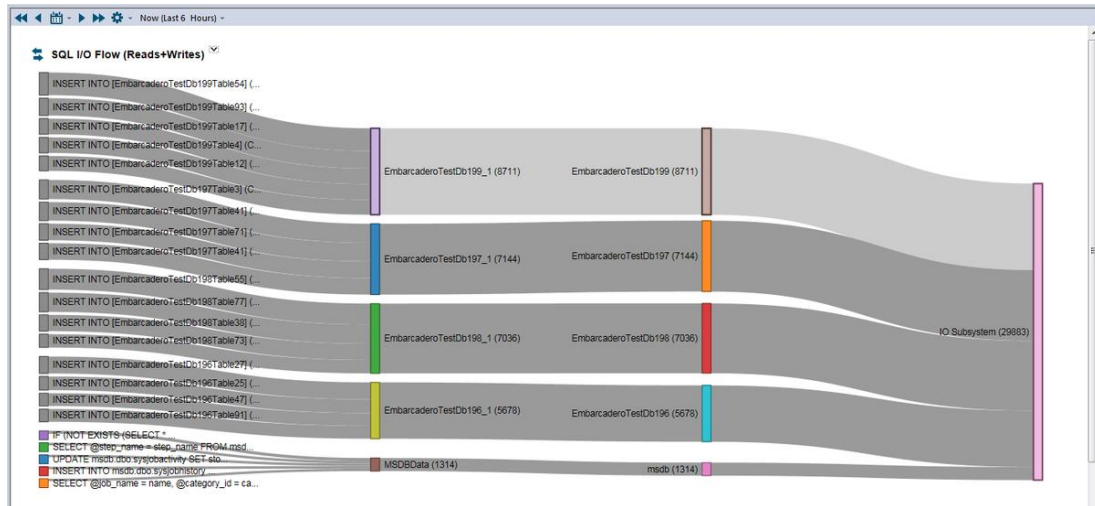 Now (Last 6 Hours)
SQL I/O Flow (Reads+Writes)
INSERT INTO [EmbarcaderoTestDb199Table54] (...
INSERT INTO [EmbarcaderoTestDb199Table93] (...
INSERT INTO [EmbarcaderoTestDb199Table17] (...
INSERT INTO [EmbarcaderoTestDb199Table4] (C...
INSERT INTO [EmbarcaderoTestDb199Table12] (...
INSERT INTO [EmbarcaderoTestDb197Table3] (C...
INSERT INTO [EmbarcaderoTestDb197Table41] (...
INSERT INTO [EmbarcaderoTestDb197Table71] (...
INSERT INTO [EmbarcaderoTestDb197Table41] (...
INSERT INTO [EmbarcaderoTestDb198Table55] (...
INSERT INTO [EmbarcaderoTestDb198Table77] (...
INSERT INTO [EmbarcaderoTestDb198Table38] (...
INSERT INTO [EmbarcaderoTestDb198Table73] (...
INSERT INTO [EmbarcaderoTestDb196Table27] (...
INSERT INTO [EmbarcaderoTestDb196Table25] (...
INSERT INTO [EmbarcaderoTestDb196Table47] (...
INSERT INTO [EmbarcaderoTestDb196Table91] (...
IF (NOT EXISTS (SELECT * ...
SELECT @step_name = step_name FROM msd...
UPDATE msdb.dbo.sysjobactivity SET sto...
INSERT INTO msdb.dbo.sysjobhistory ...
SELECT @job_name = name, @category_id = ca...
EmbarcaderoTestDb199_1 (8711)
EmbarcaderoTestDb197_1 (7144)
EmbarcaderoTestDb198_1 (7036)
EmbarcaderoTestDb196_1 (5678)
MSDBData (1314)
EmbarcaderoTestDb199 (8711)
EmbarcaderoTestDb197 (7144)
EmbarcaderoTestDb198 (7036)
EmbarcaderoTestDb196 (5678)
msdb (1314)
IO Subsystem (29883)